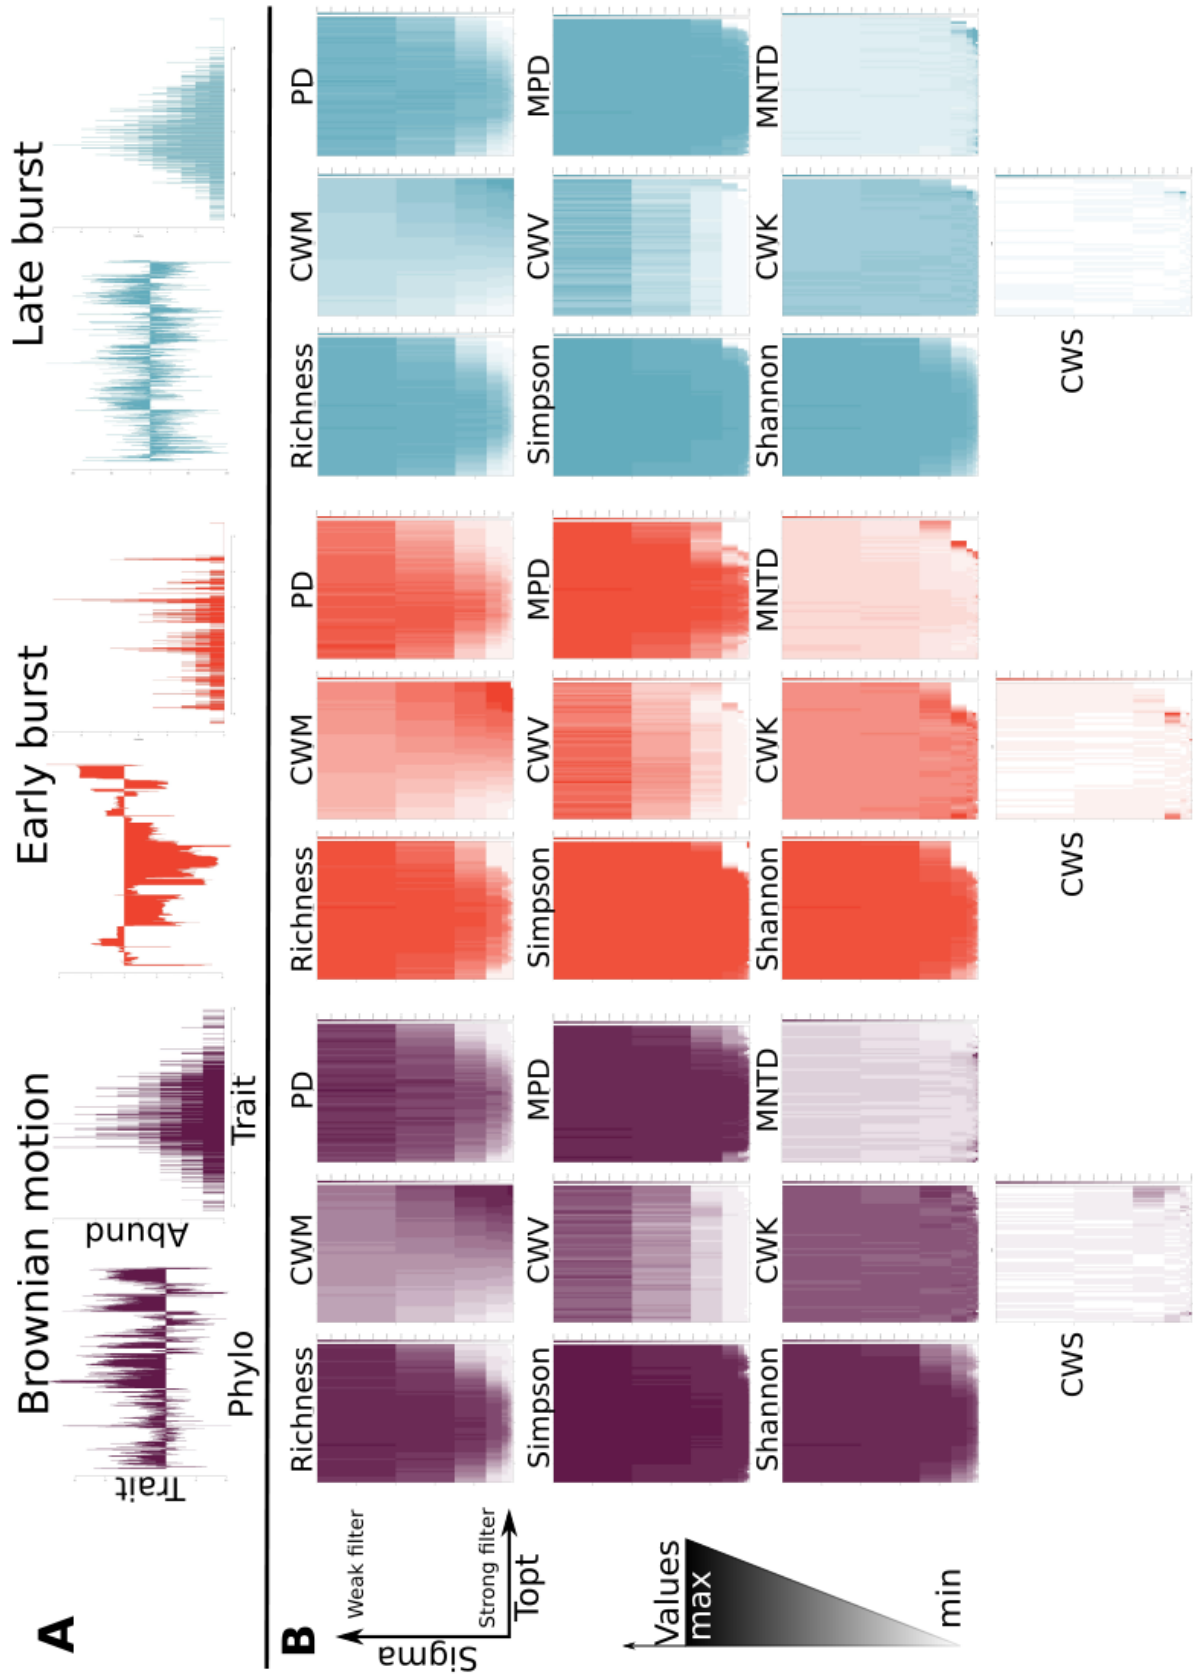 A
Brownian motion
Early burst
Late burst
Trait
Phylo
Abund
Trait
B
Sigma
Weak filter
Strong filter
Topt
Values
max
min
Richness
CWM
PD
Richness
CWM
PD
Richness
CWM
PD
Simpson
CWV
MPD
Simpson
CWV
MPD
Simpson
CWV
MPD
Shannon
CWK
MNTD
Shannon
CWK
MNTD
Shannon
CWK
MNTD
CWS
CWS
CWS